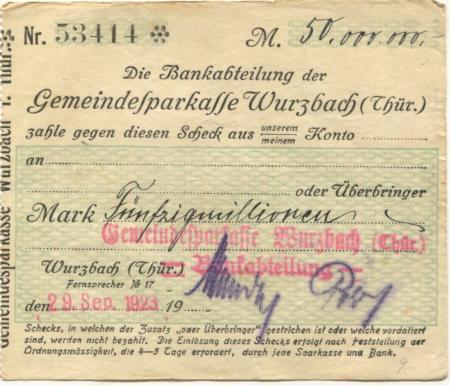 Nr. 53414 M. 50.000.000.-
Die Bankabteilung der
Gemeindesparkasse Wurzbach (Thür.)
zahle gegen diesen Scheck aus unserem Konto
meinem
an
oder Überbringer
Mark Fünfzigmillionen
Gemeindesparkasse Wurzbach (Thür)
— Bankabteilung —
Wurzbach (Thür.)
Fernsprecher № 17
den 29. Sep. 1923 19
Schecks, in welchen der Zusatz „oder Überbringer" gestrichen ist oder welche vordatiert
sind, werden nicht bezahlt. Die Einlösung dieses Schecks erfolgt nach Feststellung der
Ordnungsmässigkeit, die 4—5 Tage erfordert, durch jede Sparkasse und Bank.
Gemeindesparkasse Wurzbach i. Thür.